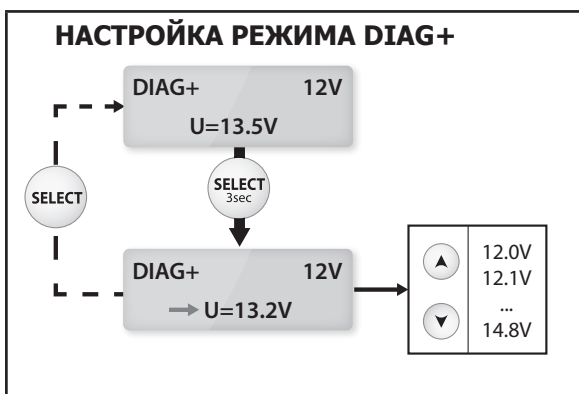 НАСТРОЙКА РЕЖИМА DIAG+
DIAG+ 12V
U=13.5V
SELECT
SELECT
3sec
DIAG+ 12V
U=13.2V
12.0V
12.1V
...
14.8V